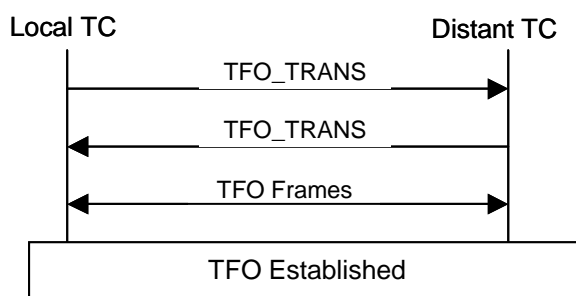 Local TC Distant TC
TFO_TRANS
TFO_TRANS
TFO Frames
TFO Established